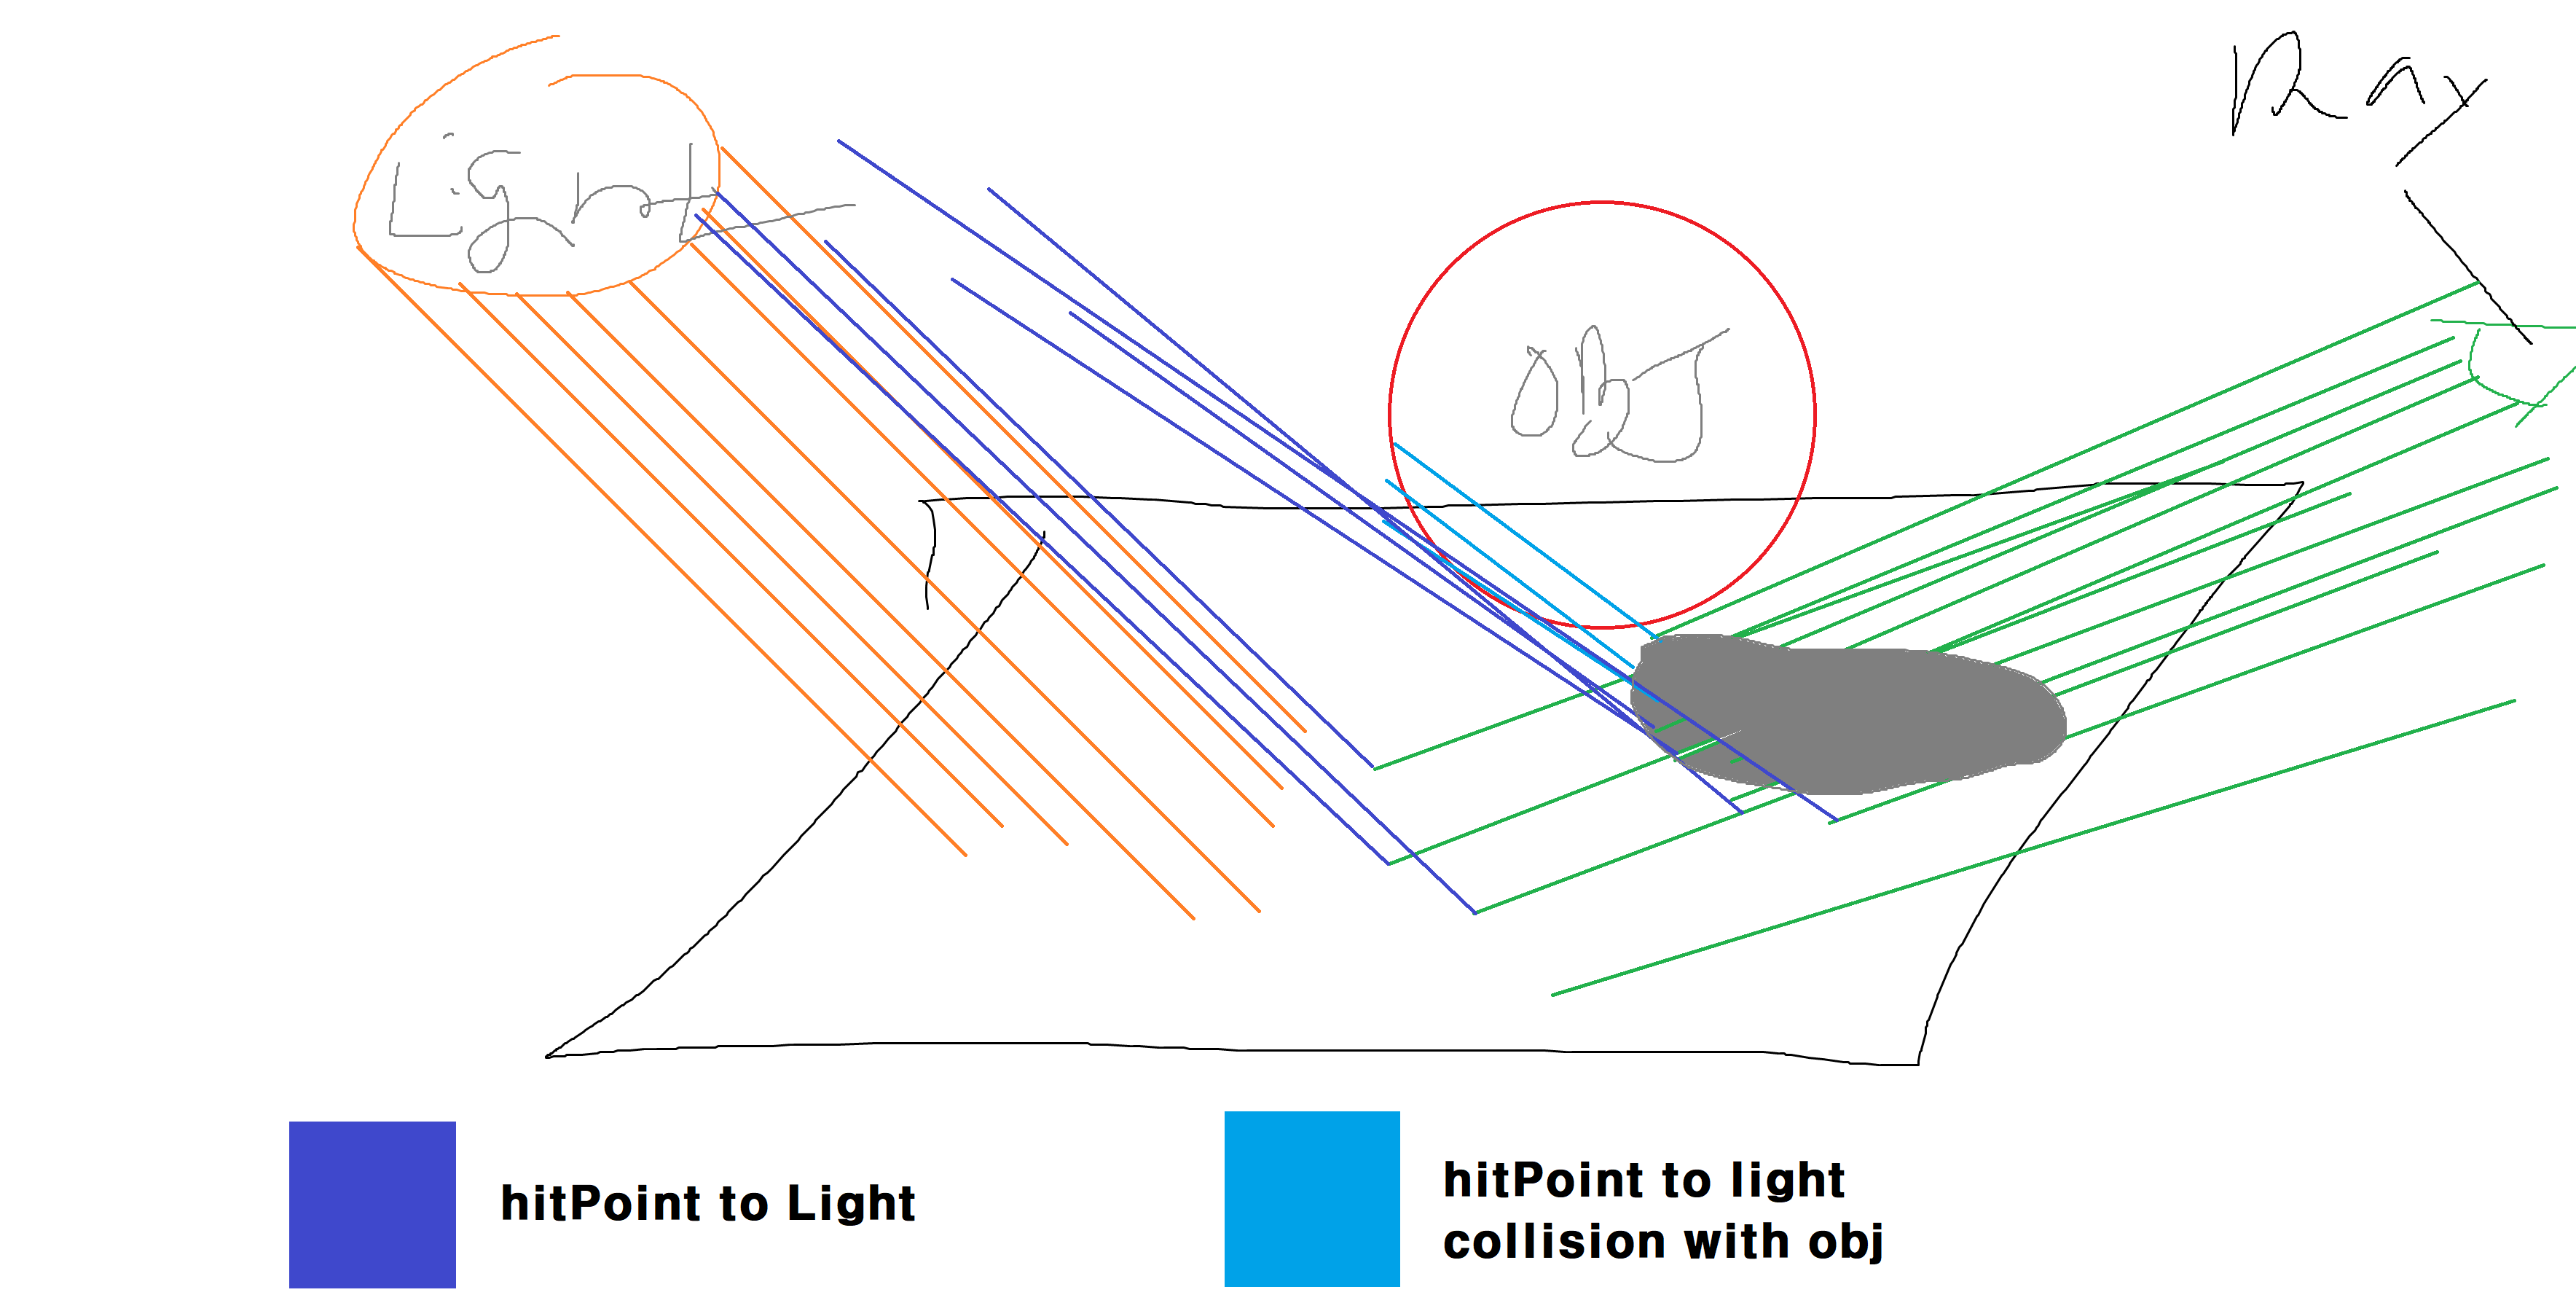 Light
Ray
OBJ
hitPoint to Light
hitPoint to light
collision with obj